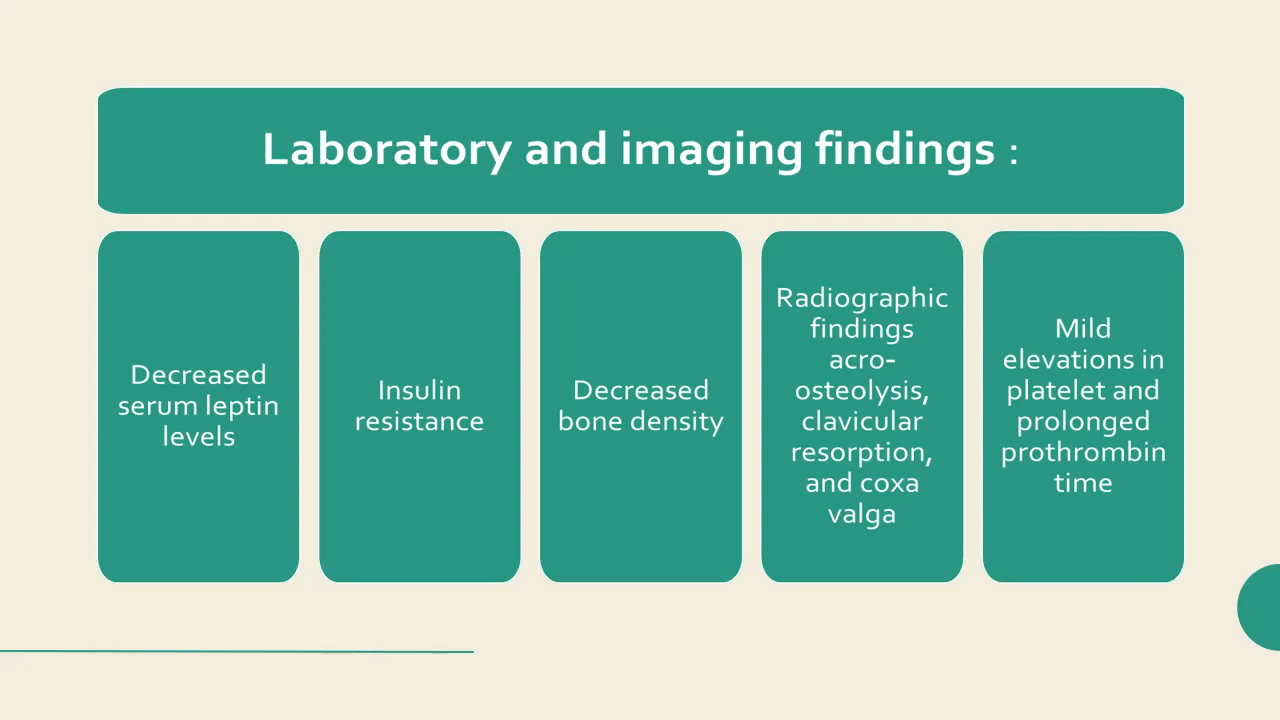 Laboratory and imaging findings :
Decreased
serum leptin
levels
Insulin
resistance
Decreased
bone density
Radiographic
findings
acro-
osteolysis,
clavicular
resorption,
and coxa
valga
Mild
elevations in
platelet and
prolonged
prothrombin
time